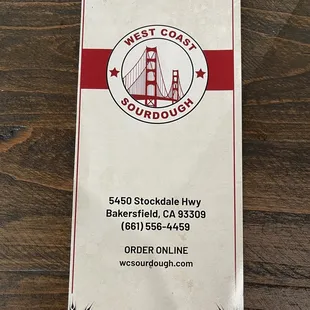 WEST COAST
SOURDOUGH
5450 Stockdale Hwy
Bakersfield, CA 93309
(661) 556-4459
ORDER ONLINE
wcsourdough.com